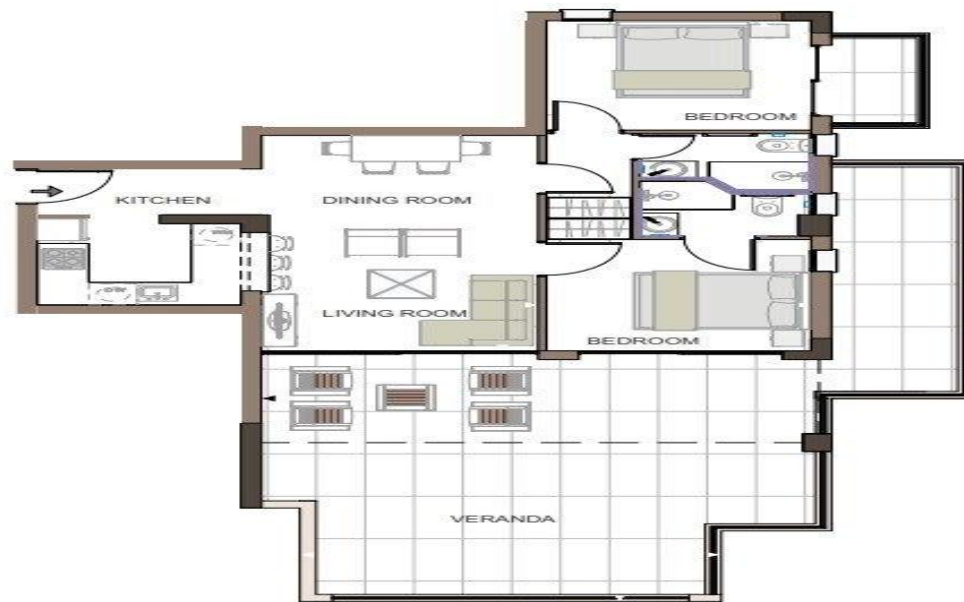 BEDROOM
KITCHEN
DINING ROOM
LIVING ROOM
BEDROOM
VERANDA